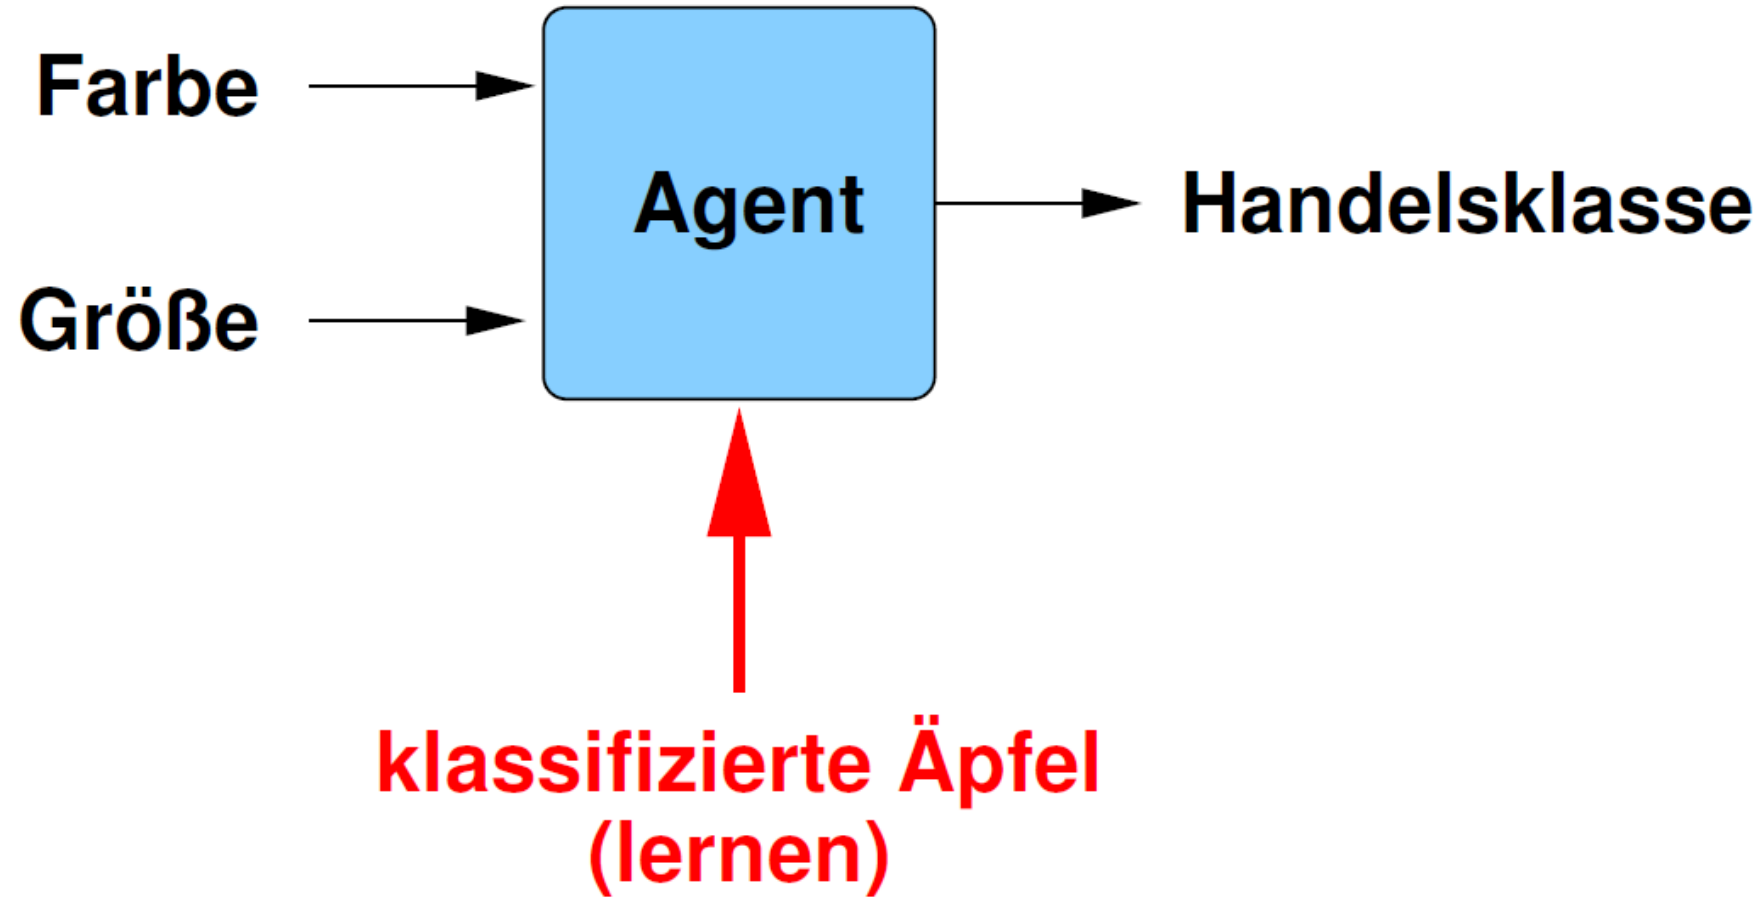 Farbe
Größe
Agent
Handelsklasse
klassifizierte Äpfel
(lernen)